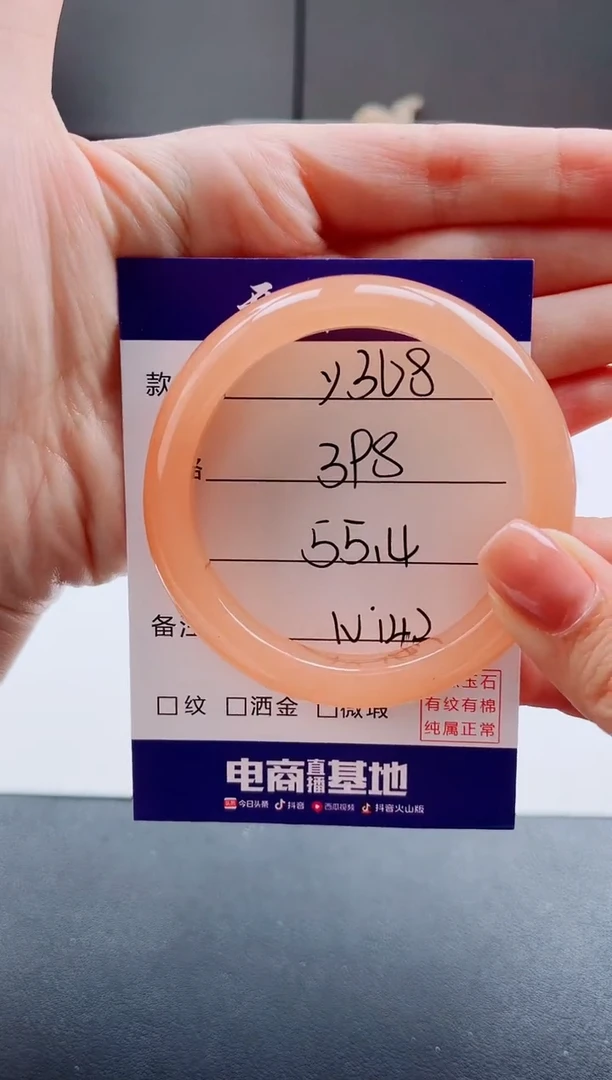 款
y3b8
3P8
55.4
备注
□纹 □洒金 □微瑕
玉石
有纹有棉
纯属正常
电商直播基地
今日头条 抖音 西瓜视频 抖音火山版